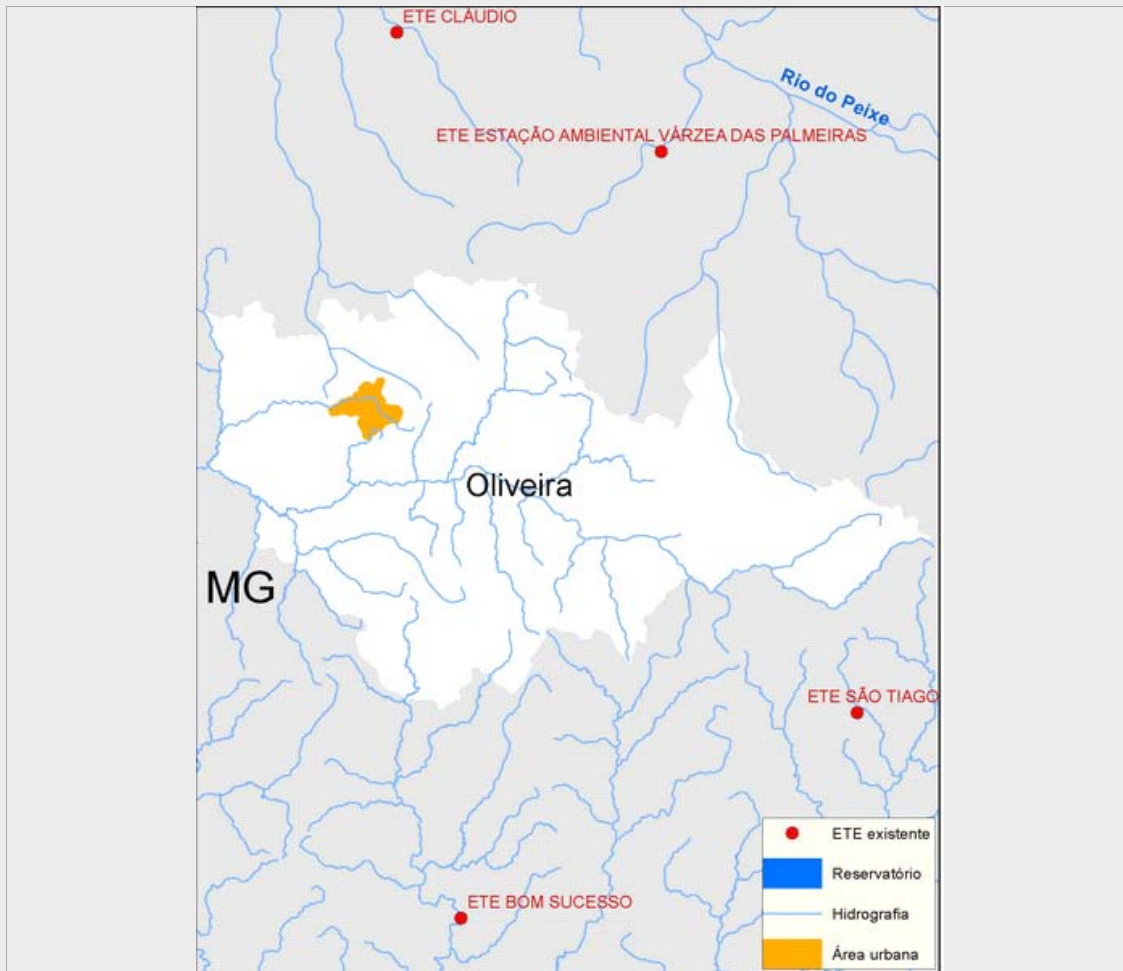 ETE CLÁUDIO
Rio do Peixe
ETE ESTAÇÃO AMBIENTAL VÁRZEA DAS PALMEIRAS
Oliveira
MG
ETE SÃO TIAGO
ETE BOM SUCESSO
ETE existente
Reservatório
Hidrografia
Área urbana